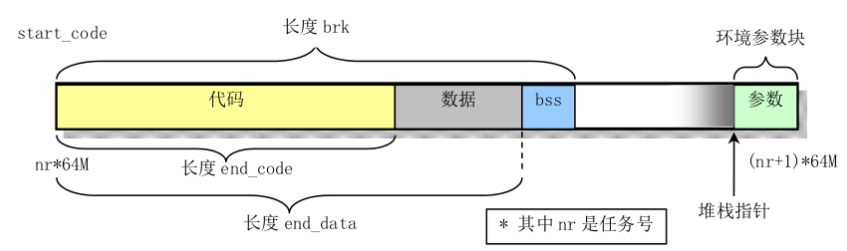 start_code
长度 brk
环境参数块
代码
数据
bss
参数
nr*64M
长度 end_code
(nr+1)*64M
堆栈指针
长度 end_data
* 其中 nr 是任务号